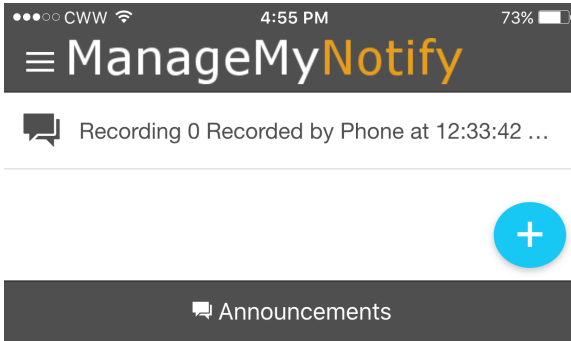 CWW 4:55 PM 73%
ManageMyNotify
Recording 0 Recorded by Phone at 12:33:42 ...
Announcements